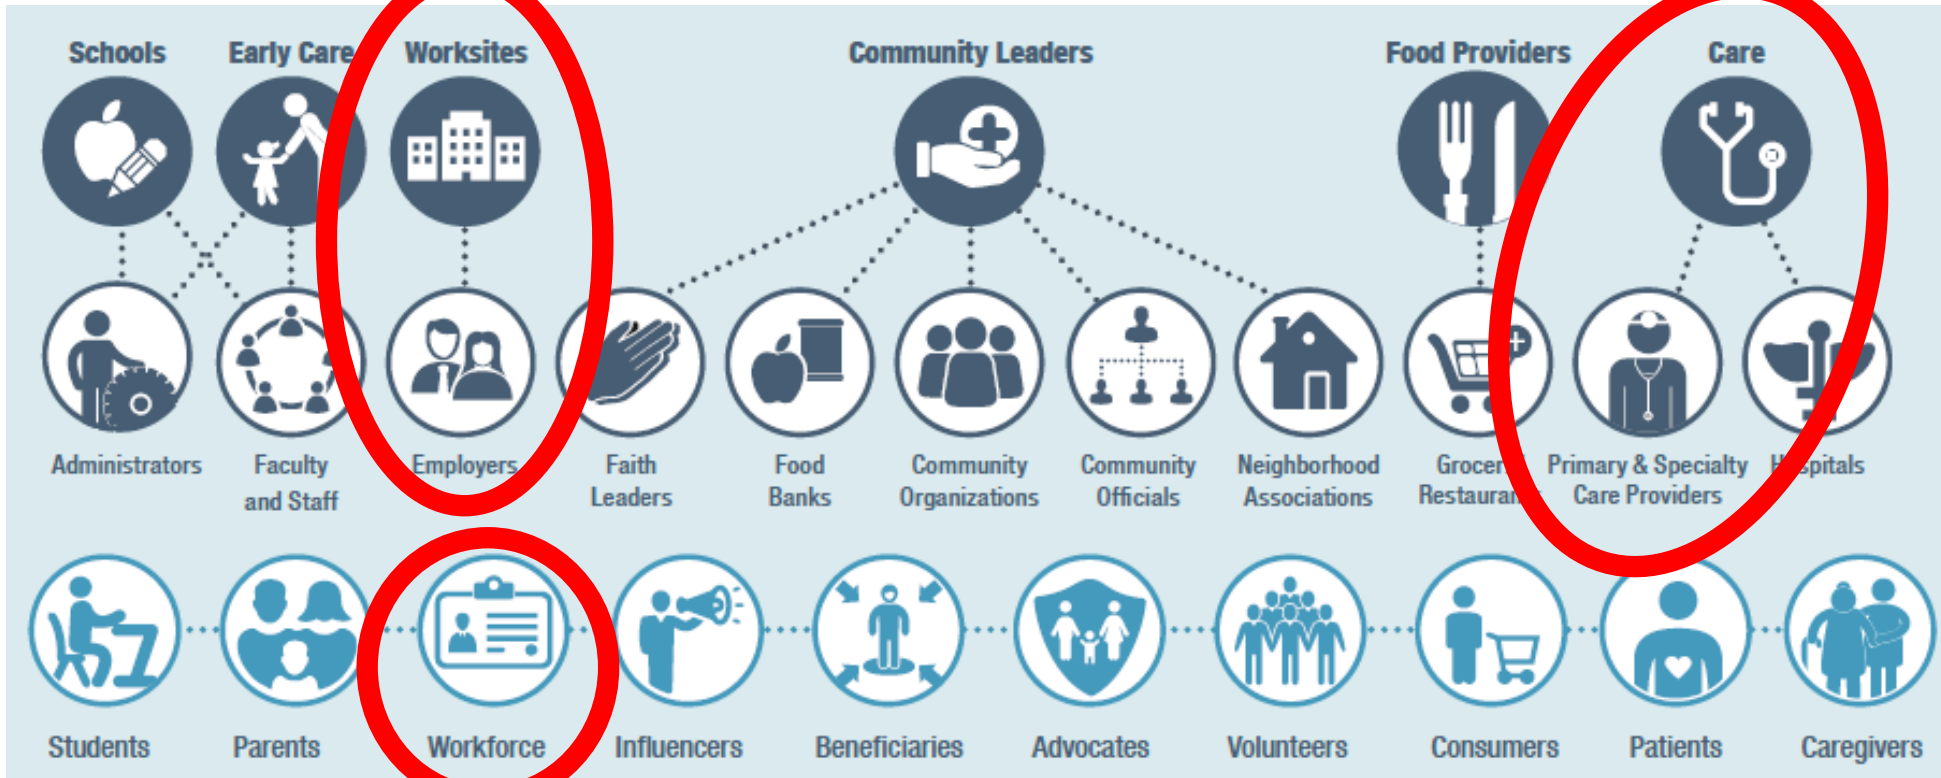 Schools
Early Care
Worksites
Community Leaders
Food Providers
Care
Administrators
Faculty
and Staff
Employers
Faith
Leaders
Food
Banks
Community
Organizations
Community
Officials
Neighborhood
Associations
Primary & Specialty
Care Providers
Hospitals
Students
Parents
Workforce
Influencers
Beneficiaries
Advocates
Volunteers
Consumers
Patients
Caregivers